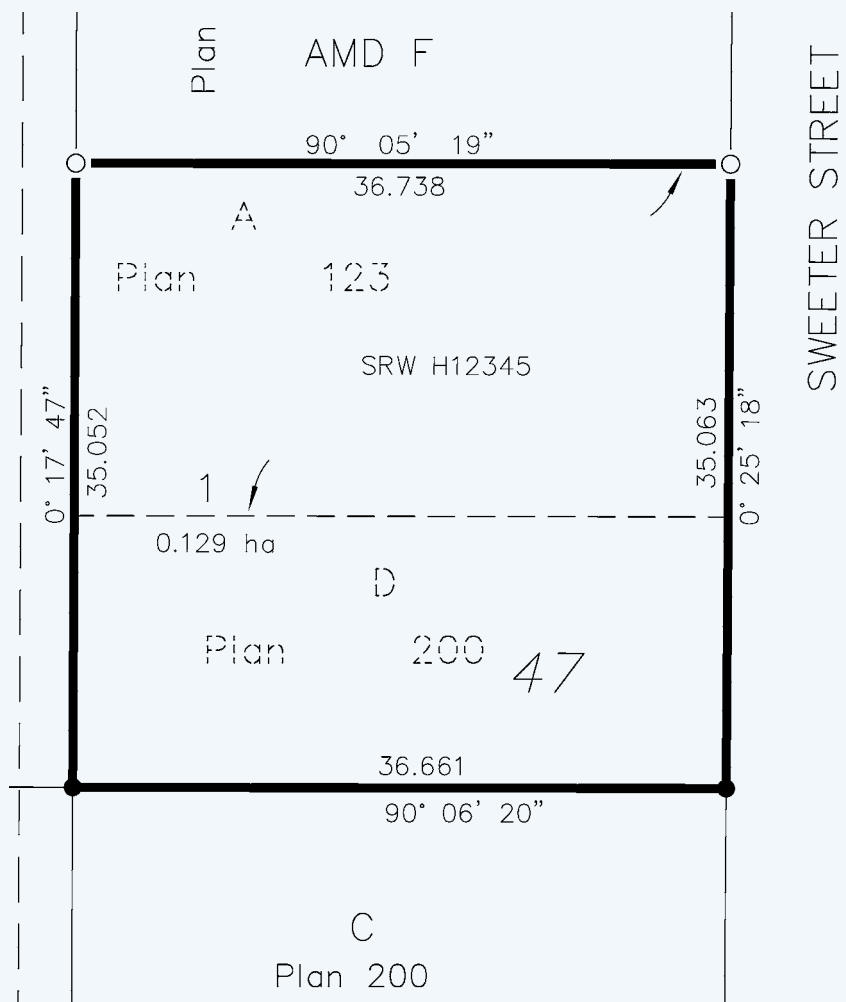 Plan
AMD F
SWEETER STREET
90° 05' 19"
36.738
A
Plan 123
SRW H12345
0° 17' 47"
35.052
35.063
0° 25' 18"
1
0.129 ha
D
Plan 200
47
36.661
90° 06' 20"
C
Plan 200